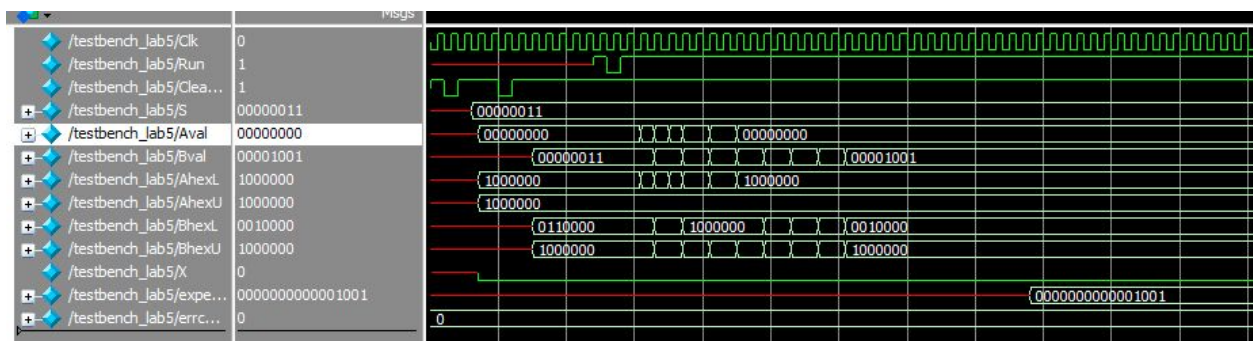 Msgs
/testbench_lab5/Clk 0
/testbench_lab5/Run 1
/testbench_lab5/Clea... 1
/testbench_lab5/S 00000011 00000011
/testbench_lab5/Aval 00000000 00000000 00000000
/testbench_lab5/Bval 00001001 00000011 00001001
/testbench_lab5/AhexL 1000000 1000000 1000000
/testbench_lab5/AhexU 1000000 1000000
/testbench_lab5/BhexL 0010000 0110000 1000000 0010000
/testbench_lab5/BhexU 1000000 1000000 1000000
/testbench_lab5/X 0
/testbench_lab5/expe... 0000000000001001 0000000000001001
/testbench_lab5/errc... 0 0